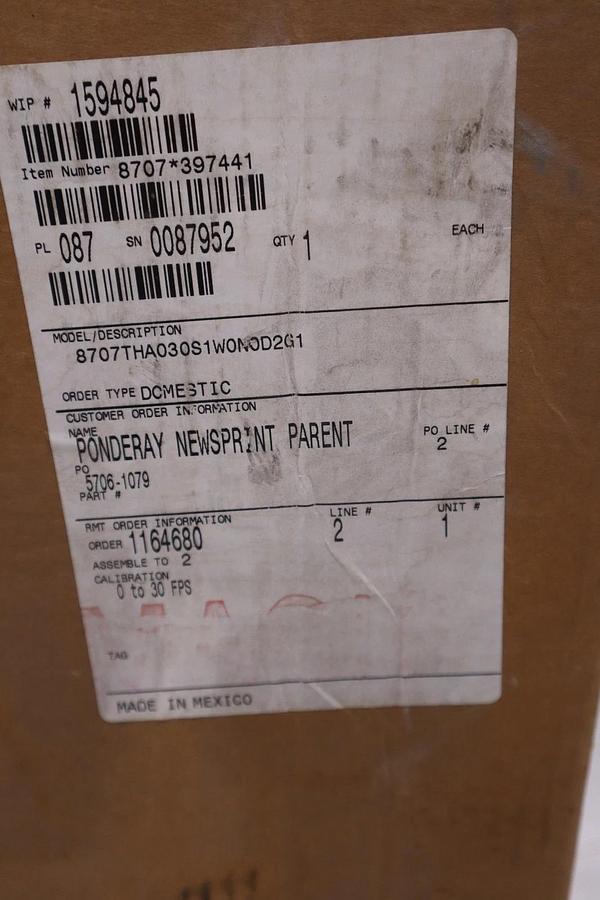 WIP # 1594845
Item Number 8707*397441
PL 087 SN 0087952 QTY 1 EACH
MODEL/DESCRIPTION
8707THA030S1W0N0D2G1
ORDER TYPE DOMESTIC
CUSTOMER ORDER INFORMATION
NAME
PONDERAY NEWSPRINT PARENT
PO LINE #
2
PO
5706-1079
PART #
RMT ORDER INFORMATION
LINE # UNIT #
ORDER 1164680 2 1
ASSEMBLE TO 2
CALIBRATION
0 to 30 FPS
TAG
MADE IN MEXICO